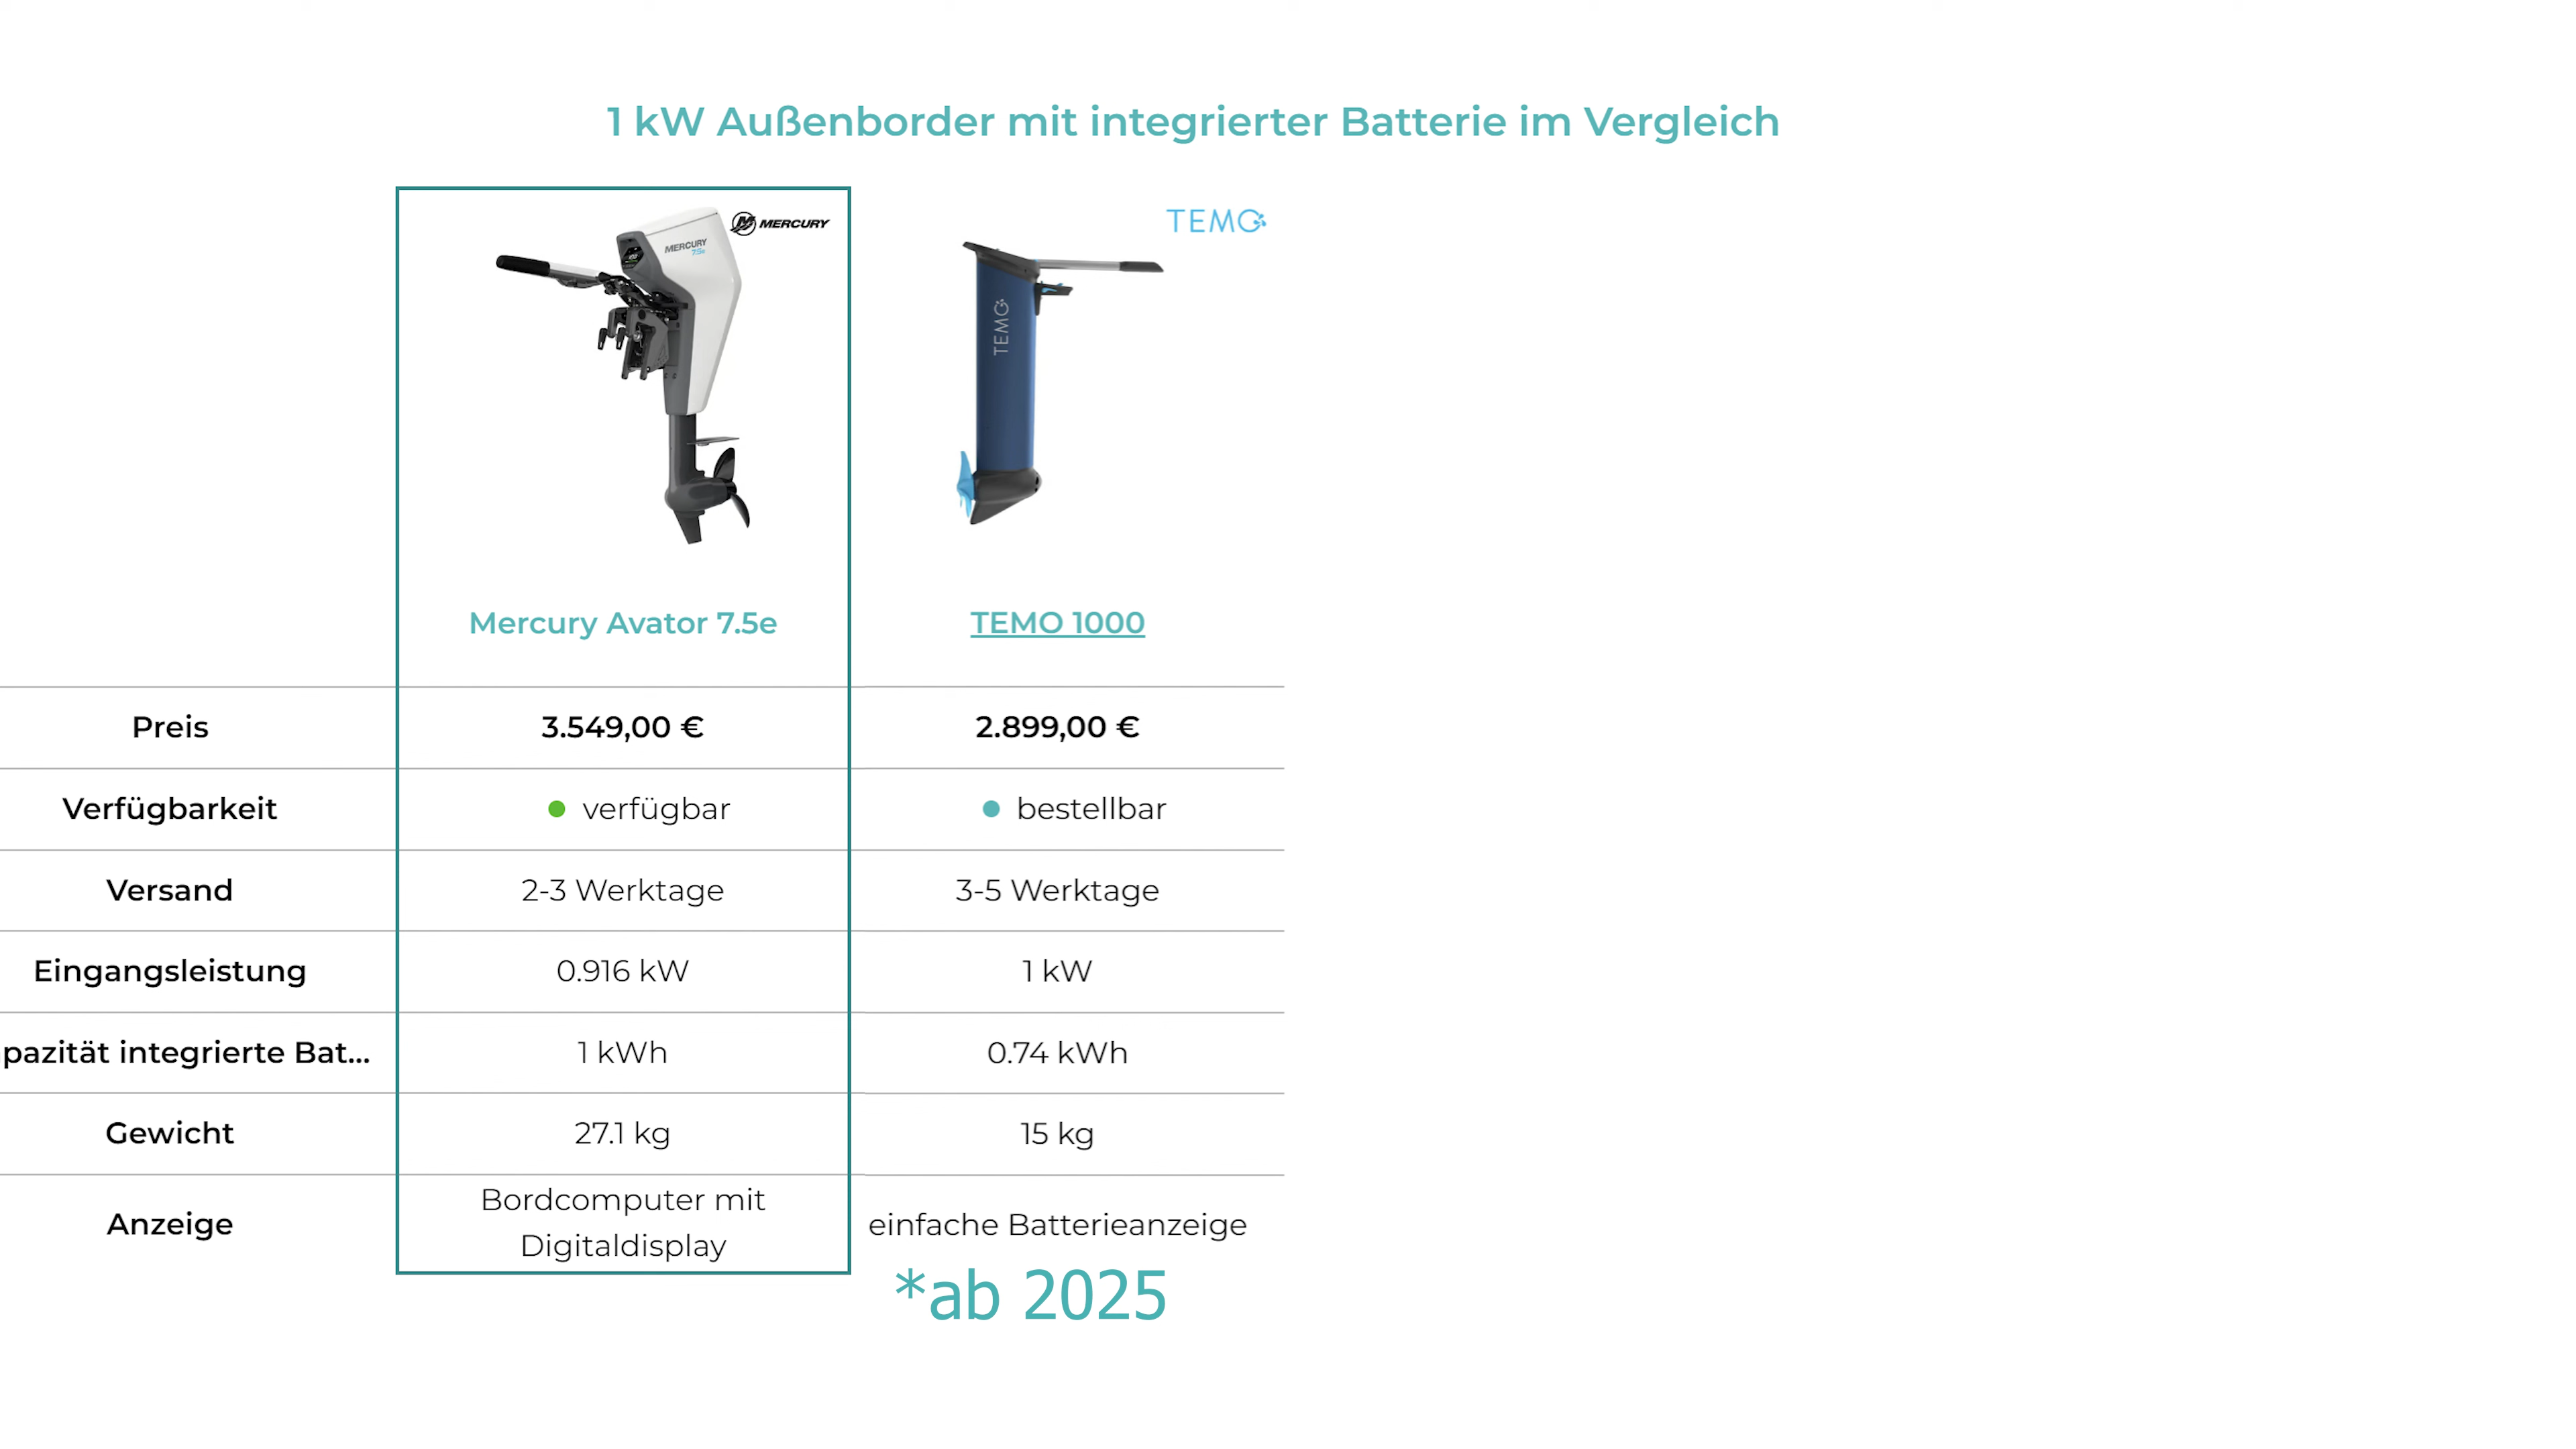 1 kW Außenborder mit integrierter Batterie im Vergleich
MERCURY
TEMO
MERCURY
7.5e
TEMO
Mercury Avator 7.5e
TEMO 1000
Preis
3.549,00 €
2.899,00 €
Verfügbarkeit
verfügbar
bestellbar
Versand
2-3 Werktage
3-5 Werktage
Eingangsleistung
0.916 kW
1 kW
pazität integrierte Bat...
1 kWh
0.74 kWh
Gewicht
27.1 kg
15 kg
Anzeige
Bordcomputer mit
Digitaldisplay
einfache Batterieanzeige
*ab 2025